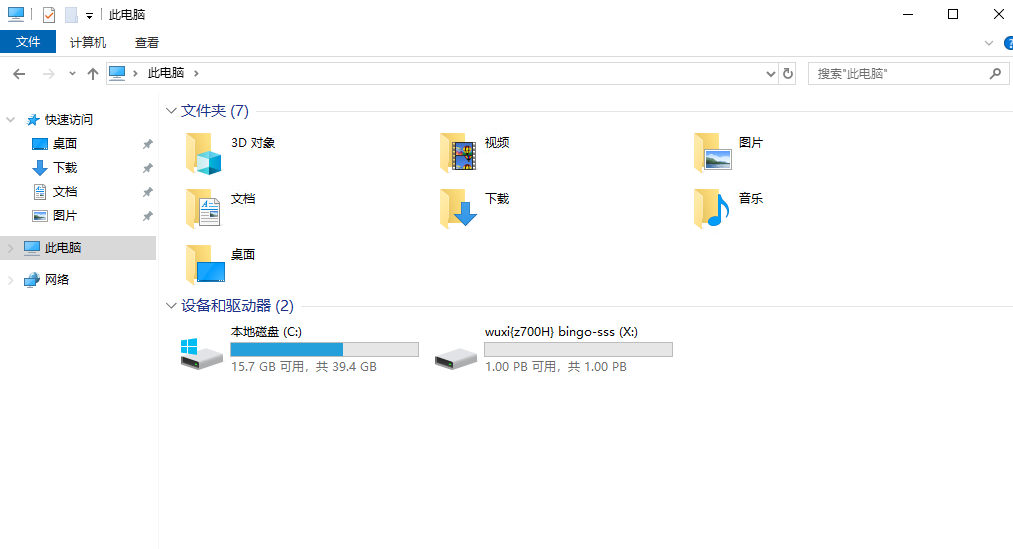 此电脑
文件 计算机 查看
此电脑
搜索"此电脑"
快速访问
桌面
下载
文档
图片
此电脑
网络
文件夹 (7)
3D 对象
视频
图片
文档
下载
音乐
桌面
设备和驱动器 (2)
本地磁盘 (C:)
15.7 GB 可用，共 39.4 GB
wuxi{z700H} bingo-sss (X:)
1.00 PB 可用，共 1.00 PB